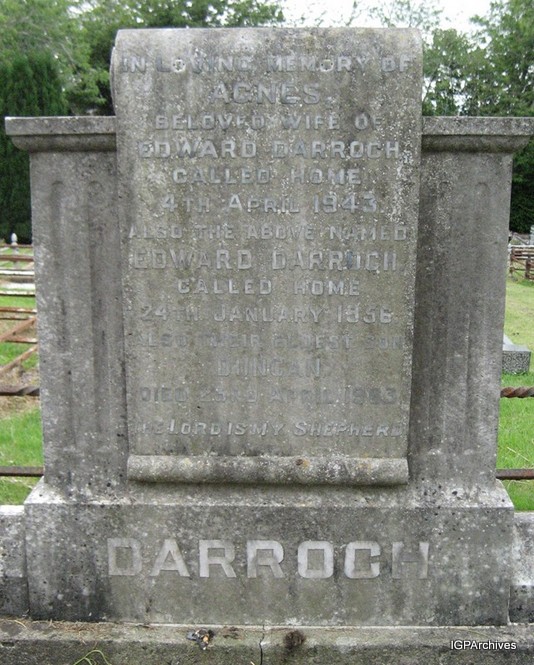 IN LOVING MEMORY OF
AGNES,
BELOVED WIFE OF
EDWARD DARROCH,
CALLED HOME
4TH APRIL 1943.
ALSO THE ABOVE NAMED
EDWARD DARROCH,
CALLED HOME
24TH JANUARY 1956
ALSO THEIR ELDEST SON
DUNCAN,
DIED 23RD APRIL
THE LORD IS MY SHEPHERD
DARROCH
IGPArchives